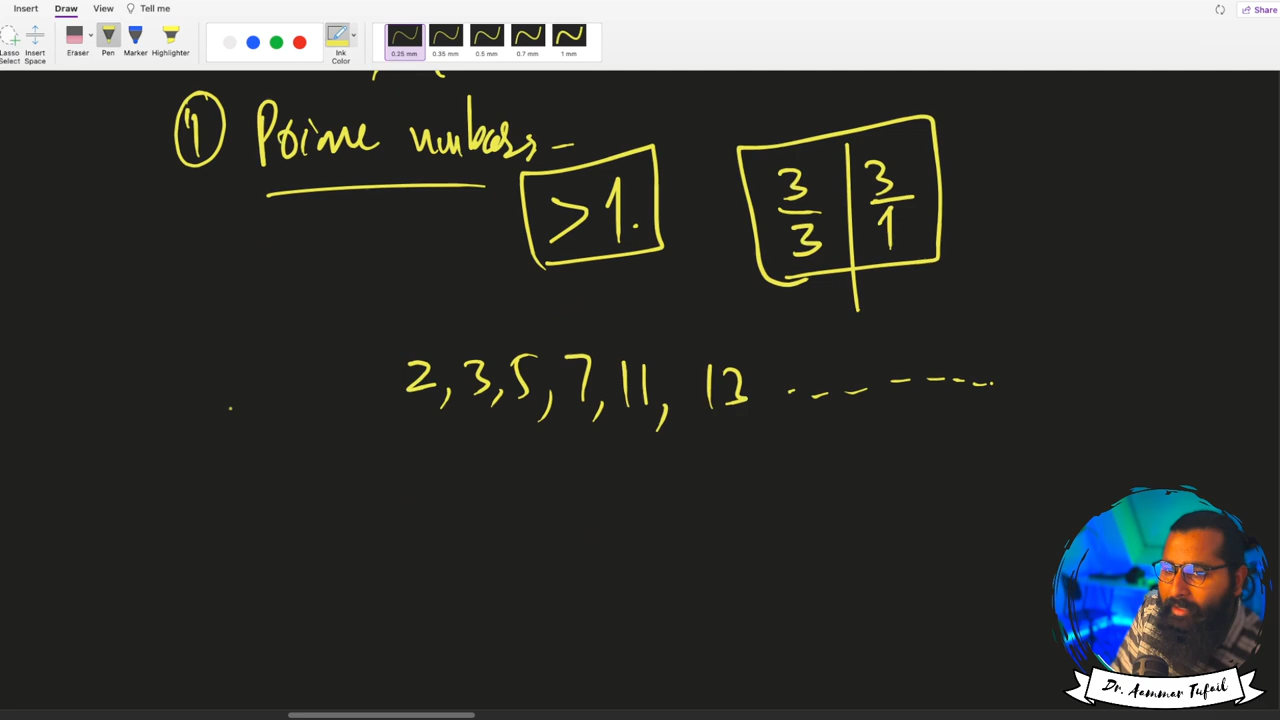 Insert Draw View Tell me Share
Lasso Select Insert Space Eraser Pen Marker Highlighter Ink Color 0.25 mm 0.35 mm 0.5 mm 0.7 mm 1 mm
① Prime numbers -
> 1.
3/3 | 3/1
2, 3, 5, 7, 11, 13 ... - - - ...
Dr. Aammar Tufail